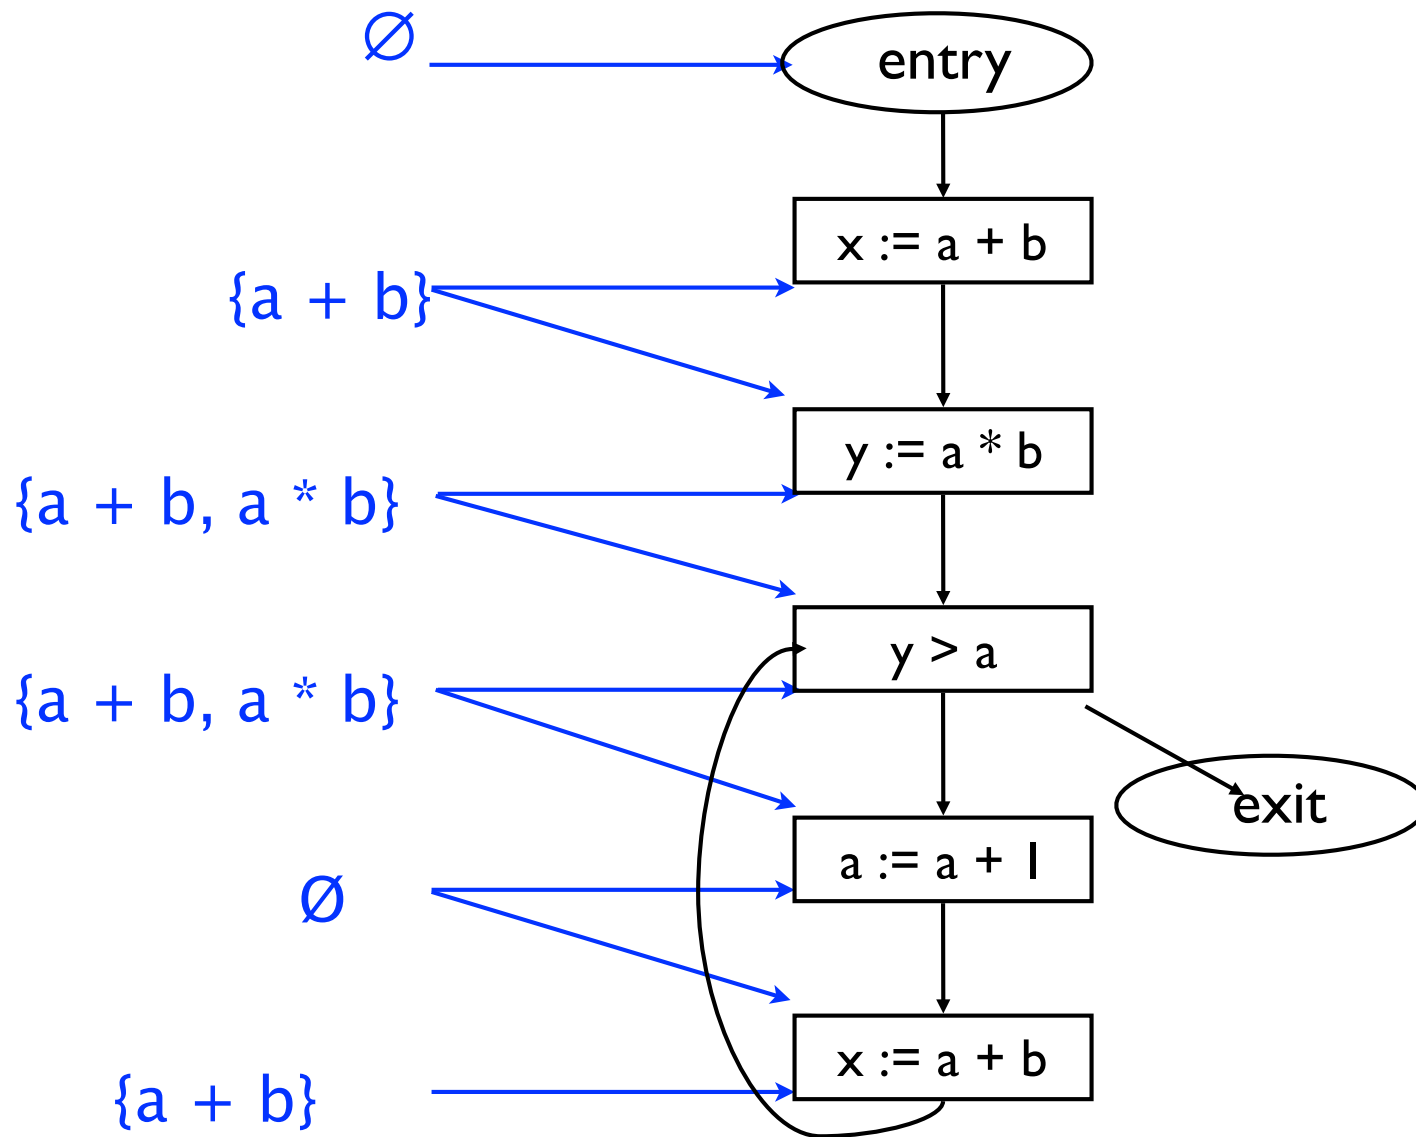 ∅
entry
x := a + b
{a + b}
y := a * b
{a + b, a * b}
y > a
{a + b, a * b}
exit
a := a + 1
Ø
x := a + b
{a + b}